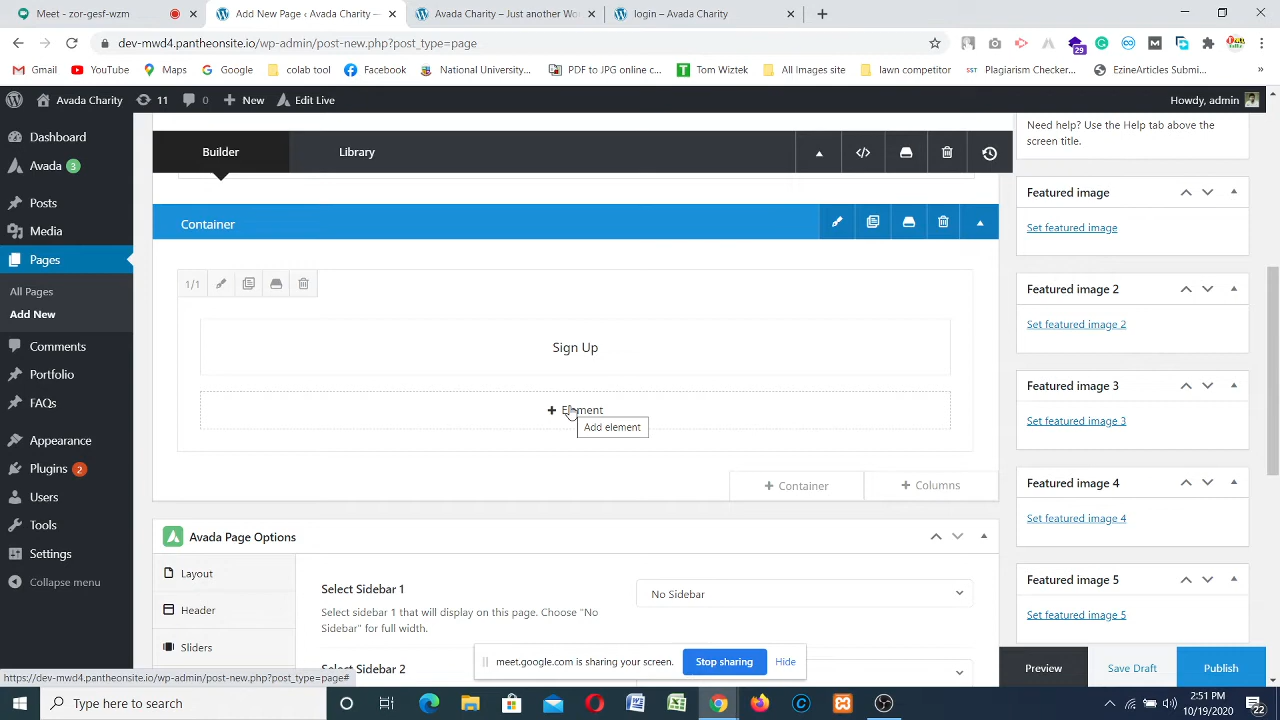 Meet – zor-gsef-wzm
Add New Page ‹ Avada Charity —
Avada Charity – Just another Wo
login – Avada Charity
dev-mwd4.pantheonsite.io/wp-admin/post-new.php?post_type=page
29
Gmail
YouTube
Maps
Google
colab tool
Facebook
National University...
PDF to JPG online c...
Tom Wiztek
All Images site
lawn competitor
SST Plagiarism Checker...
EzineArticles Submi...
Avada Charity
11
0
New
Edit Live
Howdy, admin
Dashboard
Avada 3
Posts
Media
Pages
All Pages
Add New
Comments
Portfolio
FAQs
Appearance
Plugins 2
Users
Tools
Settings
Collapse menu
Builder
Library
Container
1/1
Sign Up
+ Element
Add element
+ Container
+ Columns
Avada Page Options
Layout
Header
Sliders
Select Sidebar 1
Select sidebar 1 that will display on this page. Choose "No
Sidebar" for full width.
No Sidebar
Select Sidebar 2
Need help? Use the Help tab above the
screen title.
Featured image
Set featured image
Featured image 2
Set featured image 2
Featured image 3
Set featured image 3
Featured image 4
Set featured image 4
Featured image 5
Set featured image 5
Preview
Save Draft
Publish
meet.google.com is sharing your screen.
Stop sharing
Hide
http://dev-mwd4.pantheonsite.io/wp-admin/post-new.php?post_type=page#
Type here to search
2:51 PM
10/19/2020
22